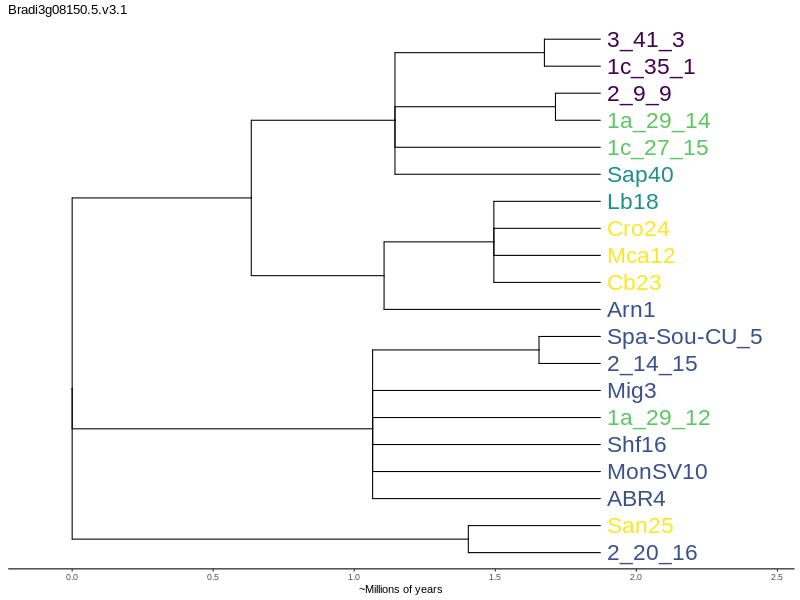 Bradi3g08150.5.v3.1
3_41_3
1c_35_1
2_9_9
1a_29_14
1c_27_15
Sap40
Lb18
Cro24
Mca12
Cb23
Arn1
Spa-Sou-CU_5
2_14_15
Mig3
1a_29_12
Shf16
MonSV10
ABR4
San25
2_20_16
0.0 0.5 1.0 1.5 2.0 2.5
~Millions of years